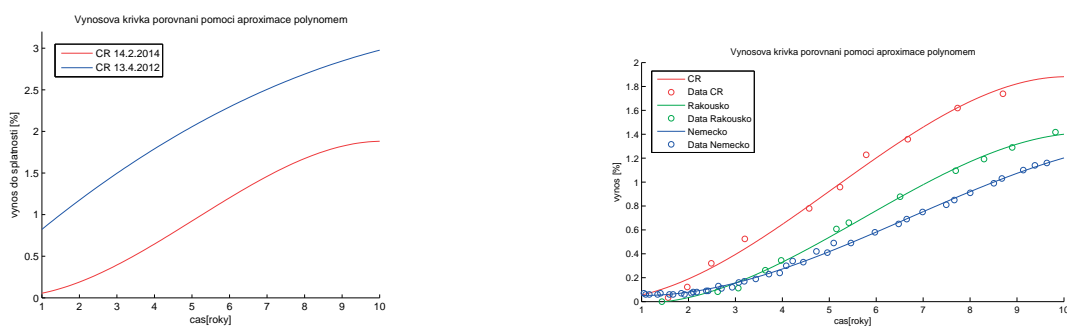 Vynosova krivka porovnani pomoci aproximace polynomem
CR 14.2.2014
CR 13.4.2012
vynos do splatnosti [%]
3
2.5
2
1.5
1
0.5
0
1 2 3 4 5 6 7 8 9 10
cas[roky]
Vynosova krivka porovnani pomoci aproximace polynomem
CR
Data CR
Rakousko
Data Rakousko
Nemecko
Data Nemecko
vynos [%]
2
1.8
1.6
1.4
1.2
1
0.8
0.6
0.4
0.2
0
1 2 3 4 5 6 7 8 9 10
cas[roky]